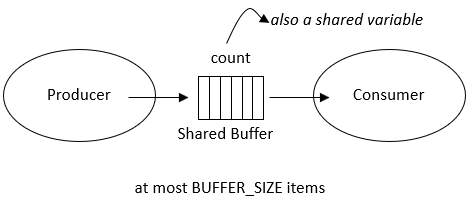 also a shared variable
count
Producer
Consumer
Shared Buffer
at most BUFFER_SIZE items